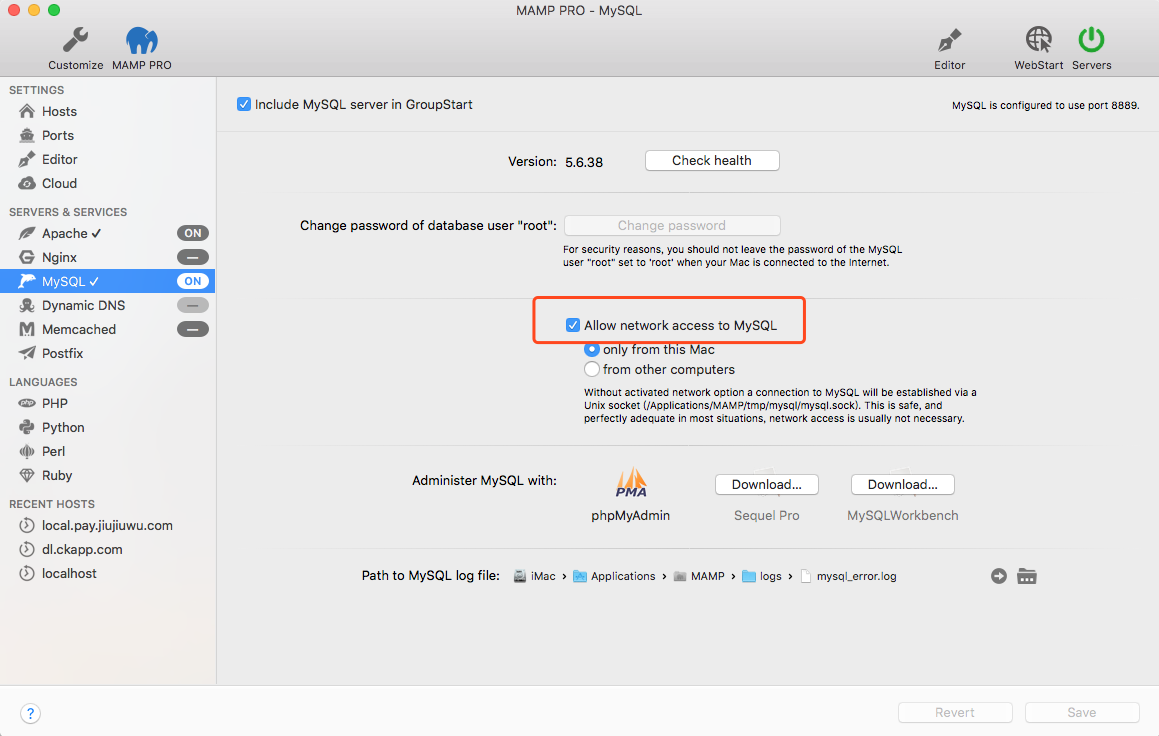 MAMP PRO - MySQL
Customize
MAMP PRO
Editor
WebStart
Servers
SETTINGS
Hosts
Ports
Editor
Cloud
SERVERS & SERVICES
Apache ✓ ON
Nginx —
MySQL ✓ ON
Dynamic DNS —
Memcached —
Postfix
LANGUAGES
php PHP
Python
Perl
Ruby
RECENT HOSTS
local.pay.jiujiuwu.com
dl.ckapp.com
localhost
Include MySQL server in GroupStart
MySQL is configured to use port 8889.
Version: 5.6.38 Check health
Change password of database user "root": Change password
For security reasons, you should not leave the password of the MySQL
user "root" set to 'root' when your Mac is connected to the Internet.
Allow network access to MySQL
only from this Mac
from other computers
Without activated network option a connection to MySQL will be established via a
Unix socket (/Applications/MAMP/tmp/mysql/mysql.sock). This is safe, and
perfectly adequate in most situations, network access is usually not necessary.
Administer MySQL with:
PMA
phpMyAdmin
Download...
Sequel Pro
Download...
MySQLWorkbench
Path to MySQL log file: iMac › Applications › MAMP › logs › mysql_error.log
?
Revert
Save